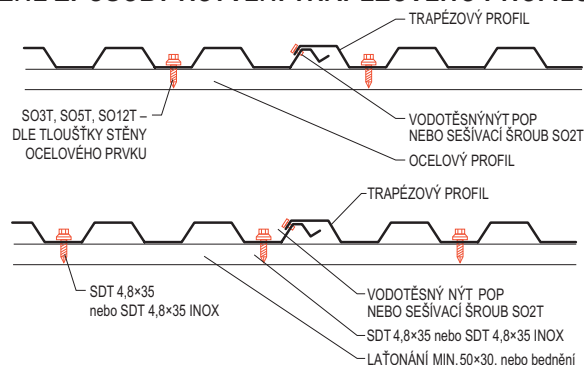 TRAPÉZOVÝ PROFIL
SO3T, SO5T, SO12T –
DLE TLOUŠŤKY STĚNY
OCELOVÉHO PRVKU
VODOTĚSNÝNÝT POP
NEBO SEŠÍVACÍ ŠROUB SO2T
OCELOVÝ PROFIL
TRAPÉZOVÝ PROFIL
SDT 4,8×35
nebo SDT 4,8×35 INOX
VODOTĚSNÝ NÝT POP
NEBO SEŠÍVACÍ ŠROUB SO2T
SDT 4,8×35 nebo SDT 4,8×35 INOX
LAŤONÁNÍ MIN. 50×30. nebo bednění